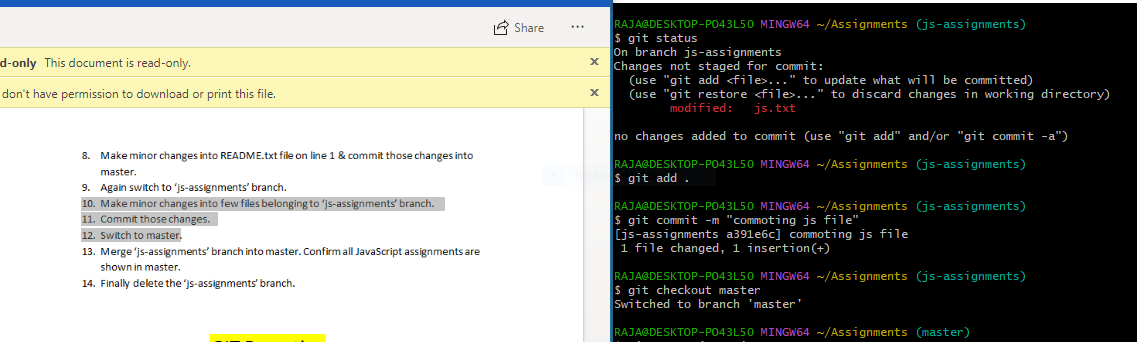 Share ...
d-only This document is read-only. ×
don't have permission to download or print this file. ×
8. Make minor changes into README.txt file on line 1 & commit those changes into
master.
9. Again switch to ‘js-assignments’ branch.
10. Make minor changes into few files belonging to ‘js-assignments’ branch.
11. Commit those changes.
12. Switch to master.
13. Merge ‘js-assignments’ branch into master. Confirm all JavaScript assignments are
shown in master.
14. Finally delete the ‘js-assignments’ branch.
RAJA@DESKTOP-PO43L5O MINGW64 ~/Assignments (js-assignments)
$ git status
On branch js-assignments
Changes not staged for commit:
(use "git add <file>..." to update what will be committed)
(use "git restore <file>..." to discard changes in working directory)
modified: js.txt
no changes added to commit (use "git add" and/or "git commit -a")
RAJA@DESKTOP-PO43L5O MINGW64 ~/Assignments (js-assignments)
$ git add .
RAJA@DESKTOP-PO43L5O MINGW64 ~/Assignments (js-assignments)
$ git commit -m "commoting js file"
[js-assignments a391e6c] commoting js file
1 file changed, 1 insertion(+)
RAJA@DESKTOP-PO43L5O MINGW64 ~/Assignments (js-assignments)
$ git checkout master
Switched to branch 'master'
RAJA@DESKTOP-PO43L5O MINGW64 ~/Assignments (master)